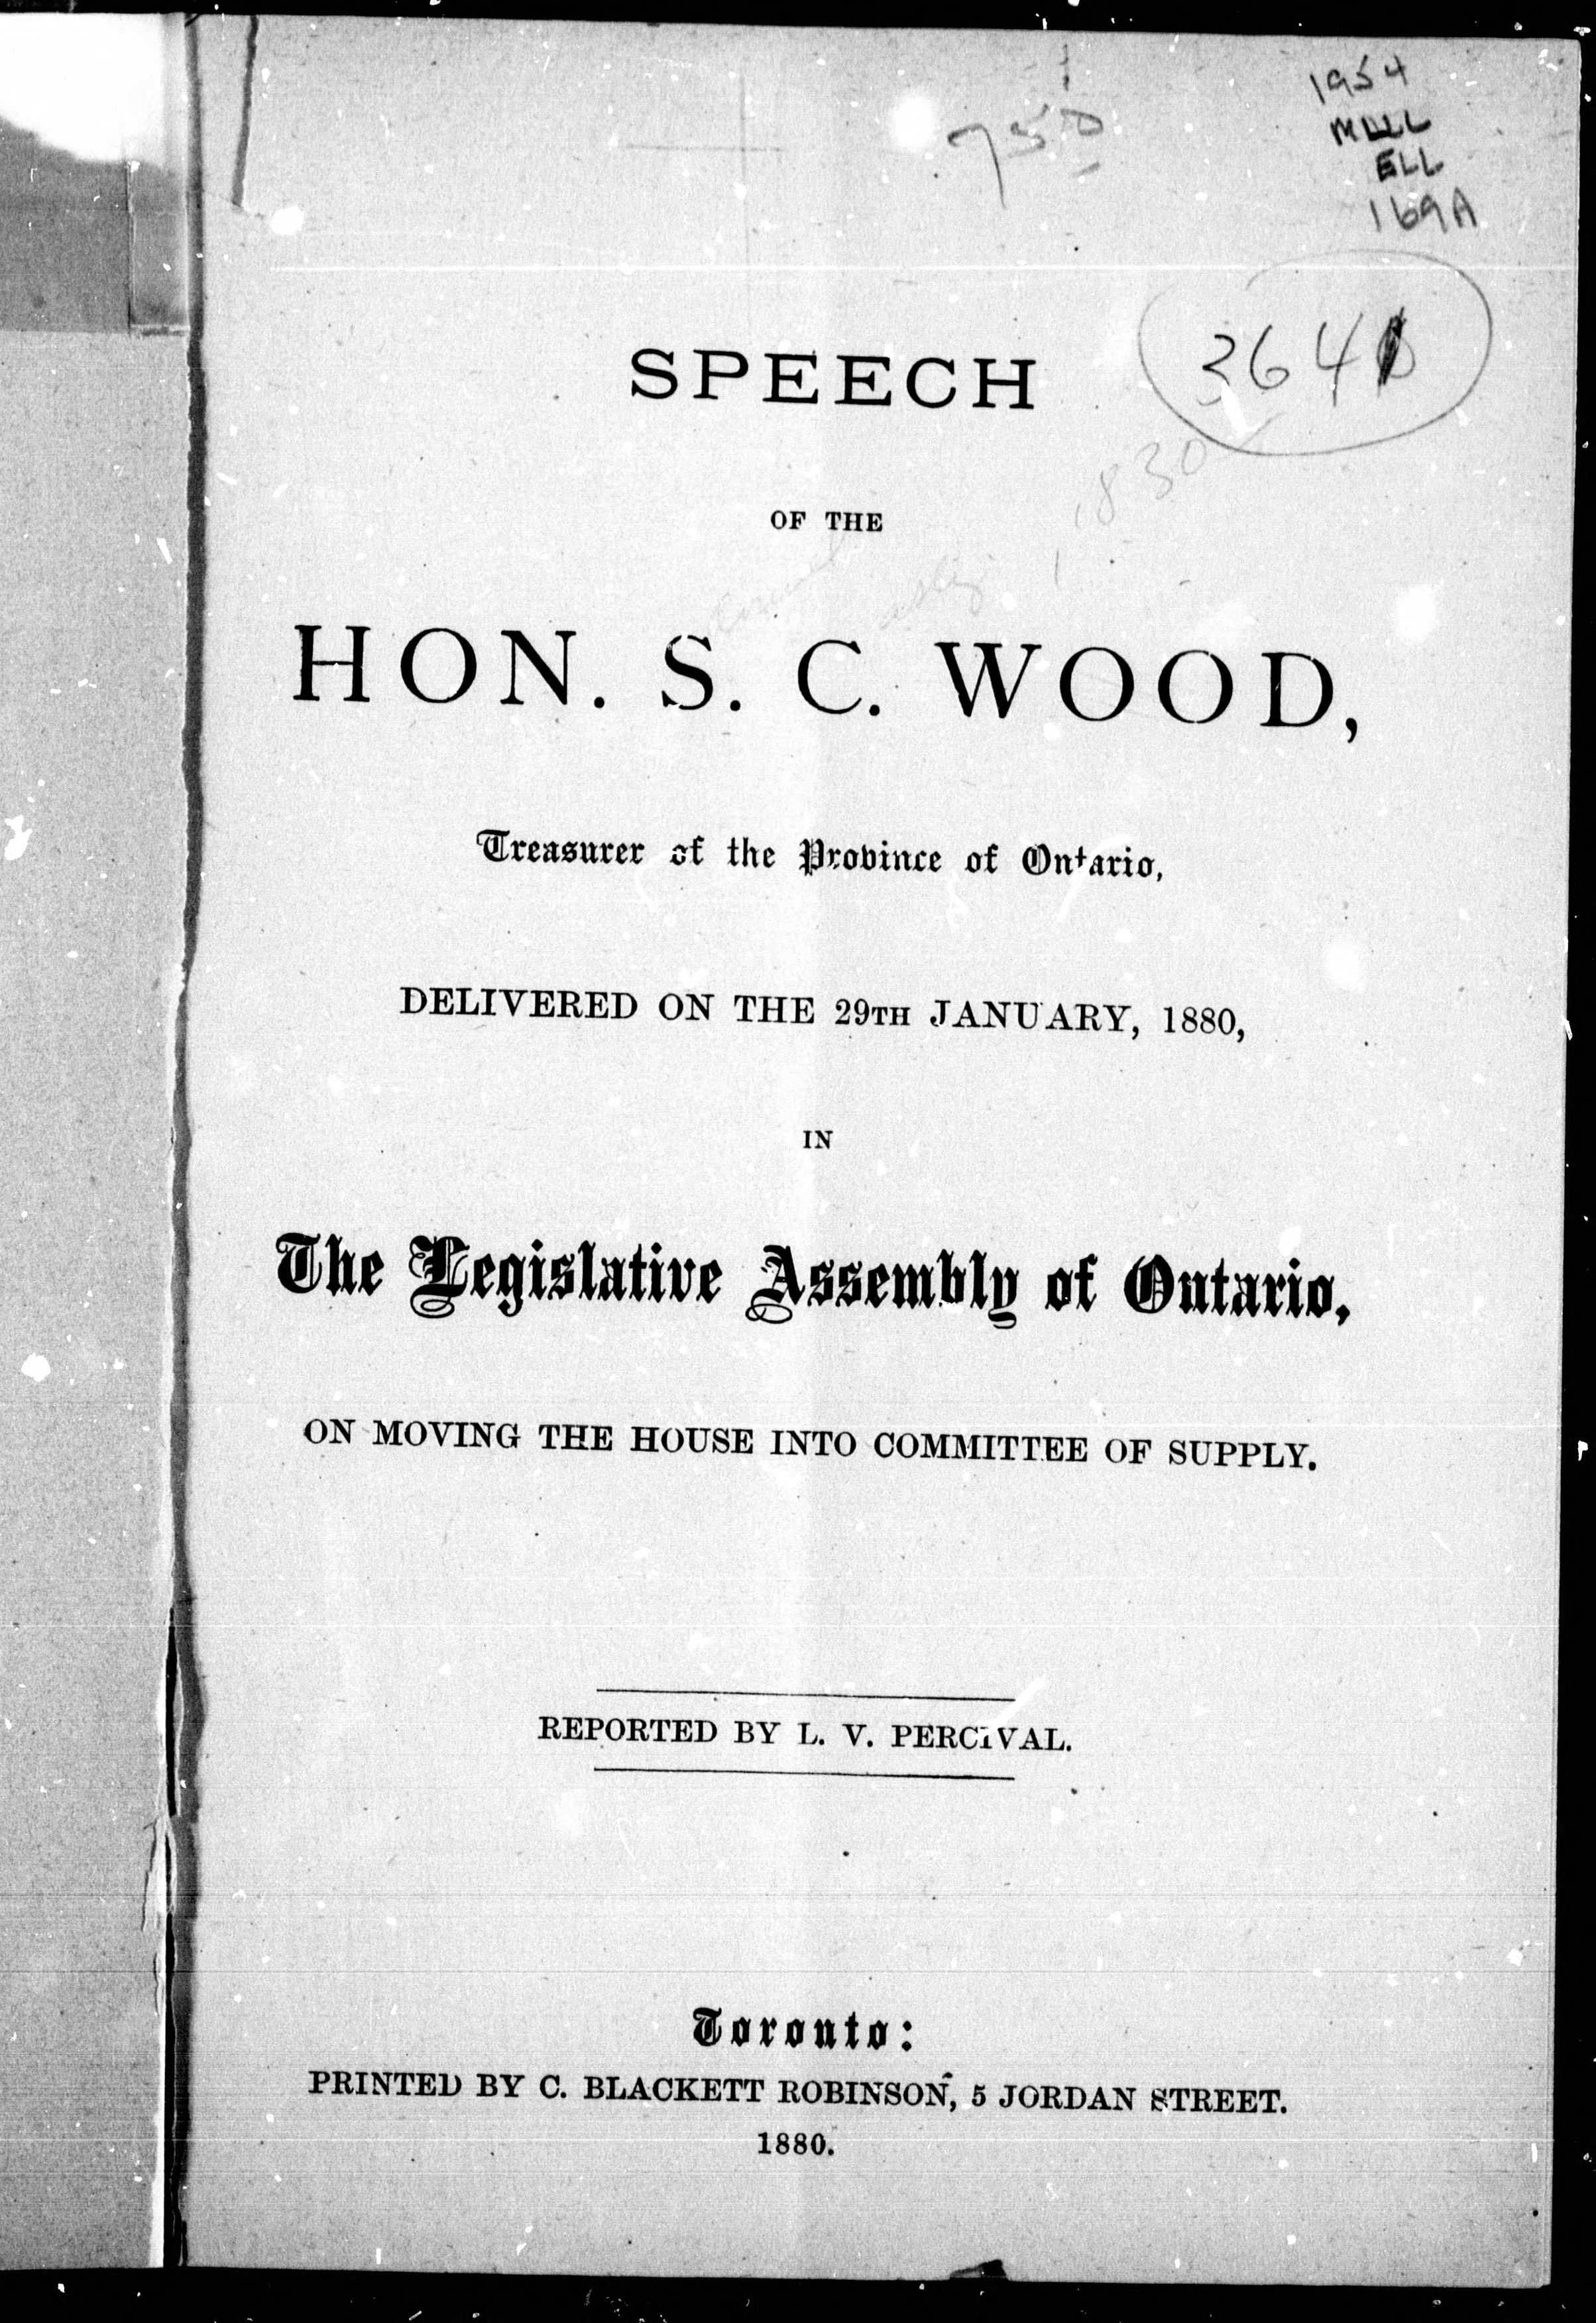 1954
MULL
ELL
169A
750
SPEECH
OF THE
HON. S. C. WOOD,
Treasurer of the Province of Ontario,
DELIVERED ON THE 29TH JANUARY, 1880,
IN
The Legislative Assembly of Ontario,
ON MOVING THE HOUSE INTO COMMITTEE OF SUPPLY.
REPORTED BY L. V. PERCIVAL.
Toronto:
PRINTED BY C. BLACKETT ROBINSON, 5 JORDAN STREET.
1880.